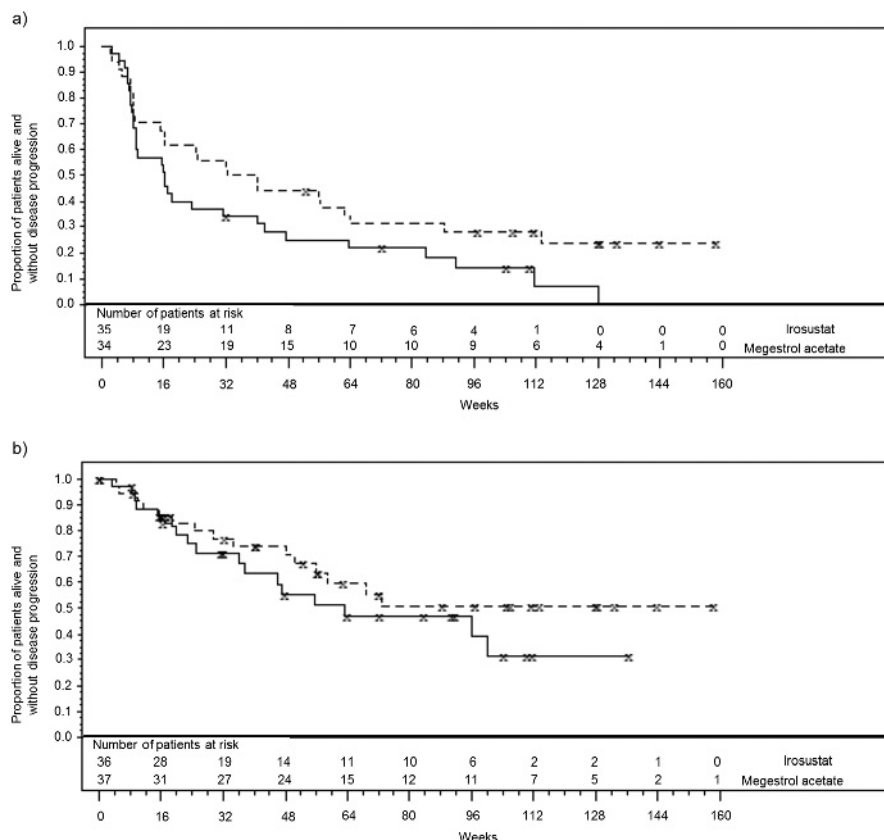 a)
Proportion of patients alive and
without disease progression
1.0
0.9
0.8
0.7
0.6
0.5
0.4
0.3
0.2
0.1
0.0
Number of patients at risk
35 19 11 8 7 6 4 1 0 0 0 Irosustat
34 23 19 15 10 10 9 6 4 1 0 Megestrol acetate
0 16 32 48 64 80 96 112 128 144 160
Weeks
b)
Proportion of patients alive and
without disease progression
1.0
0.9
0.8
0.7
0.6
0.5
0.4
0.3
0.2
0.1
0.0
Number of patients at risk
36 28 19 14 11 10 6 2 2 1 0 Irosustat
37 31 27 24 15 12 11 7 5 2 1 Megestrol acetate
0 16 32 48 64 80 96 112 128 144 160
Weeks